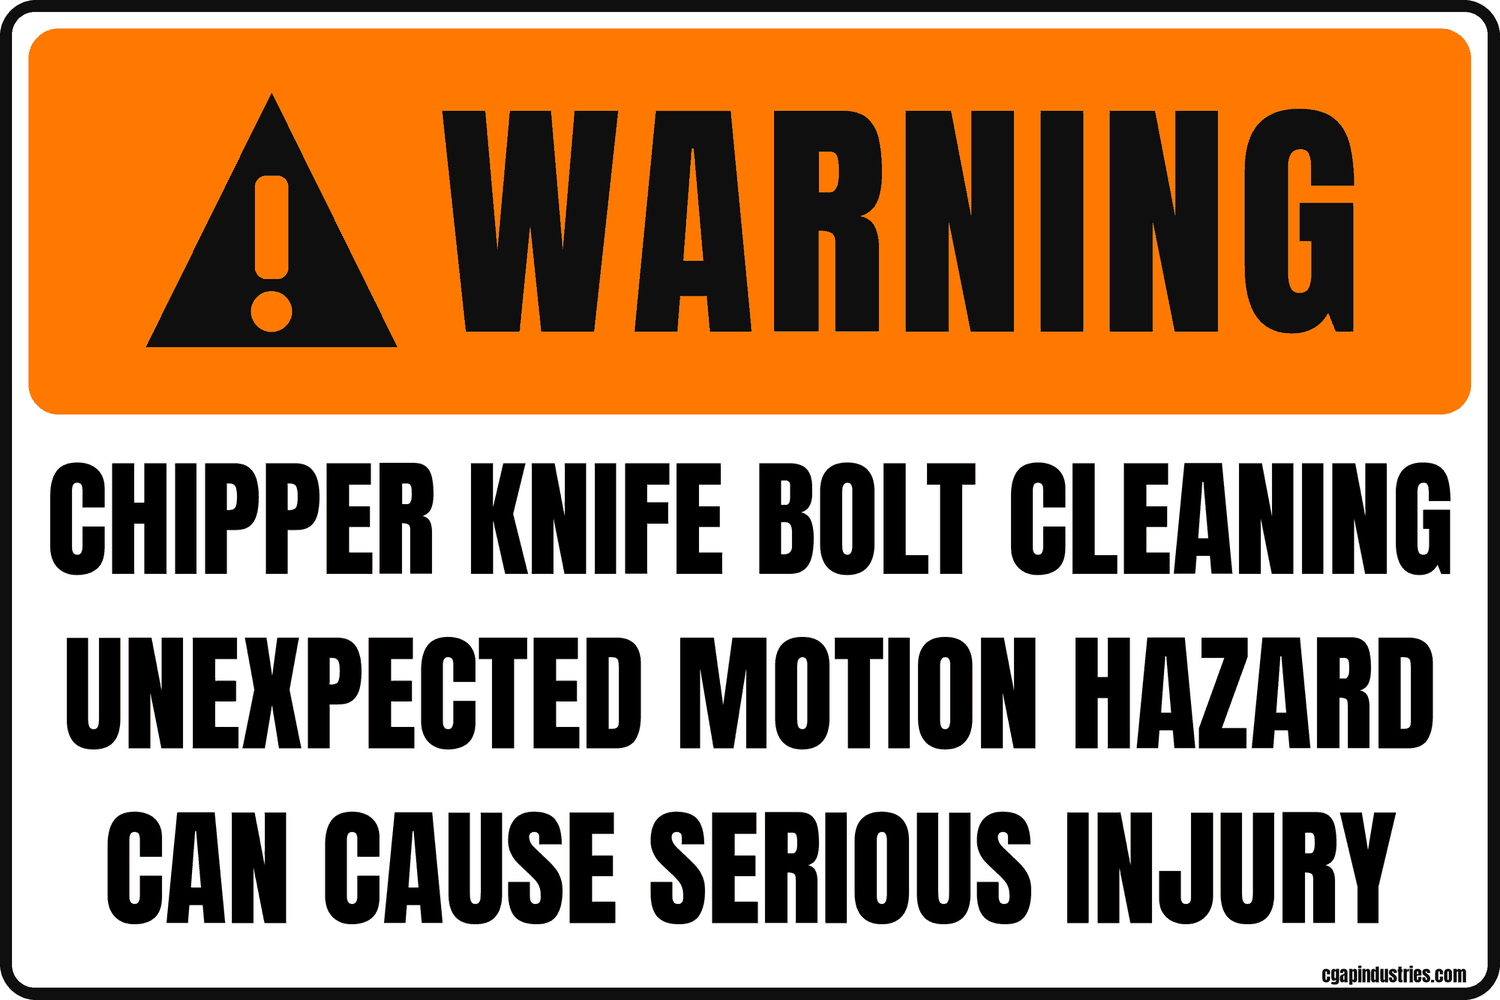 WARNING
CHIPPER KNIFE BOLT CLEANING
UNEXPECTED MOTION HAZARD
CAN CAUSE SERIOUS INJURY
cgapindustries.com